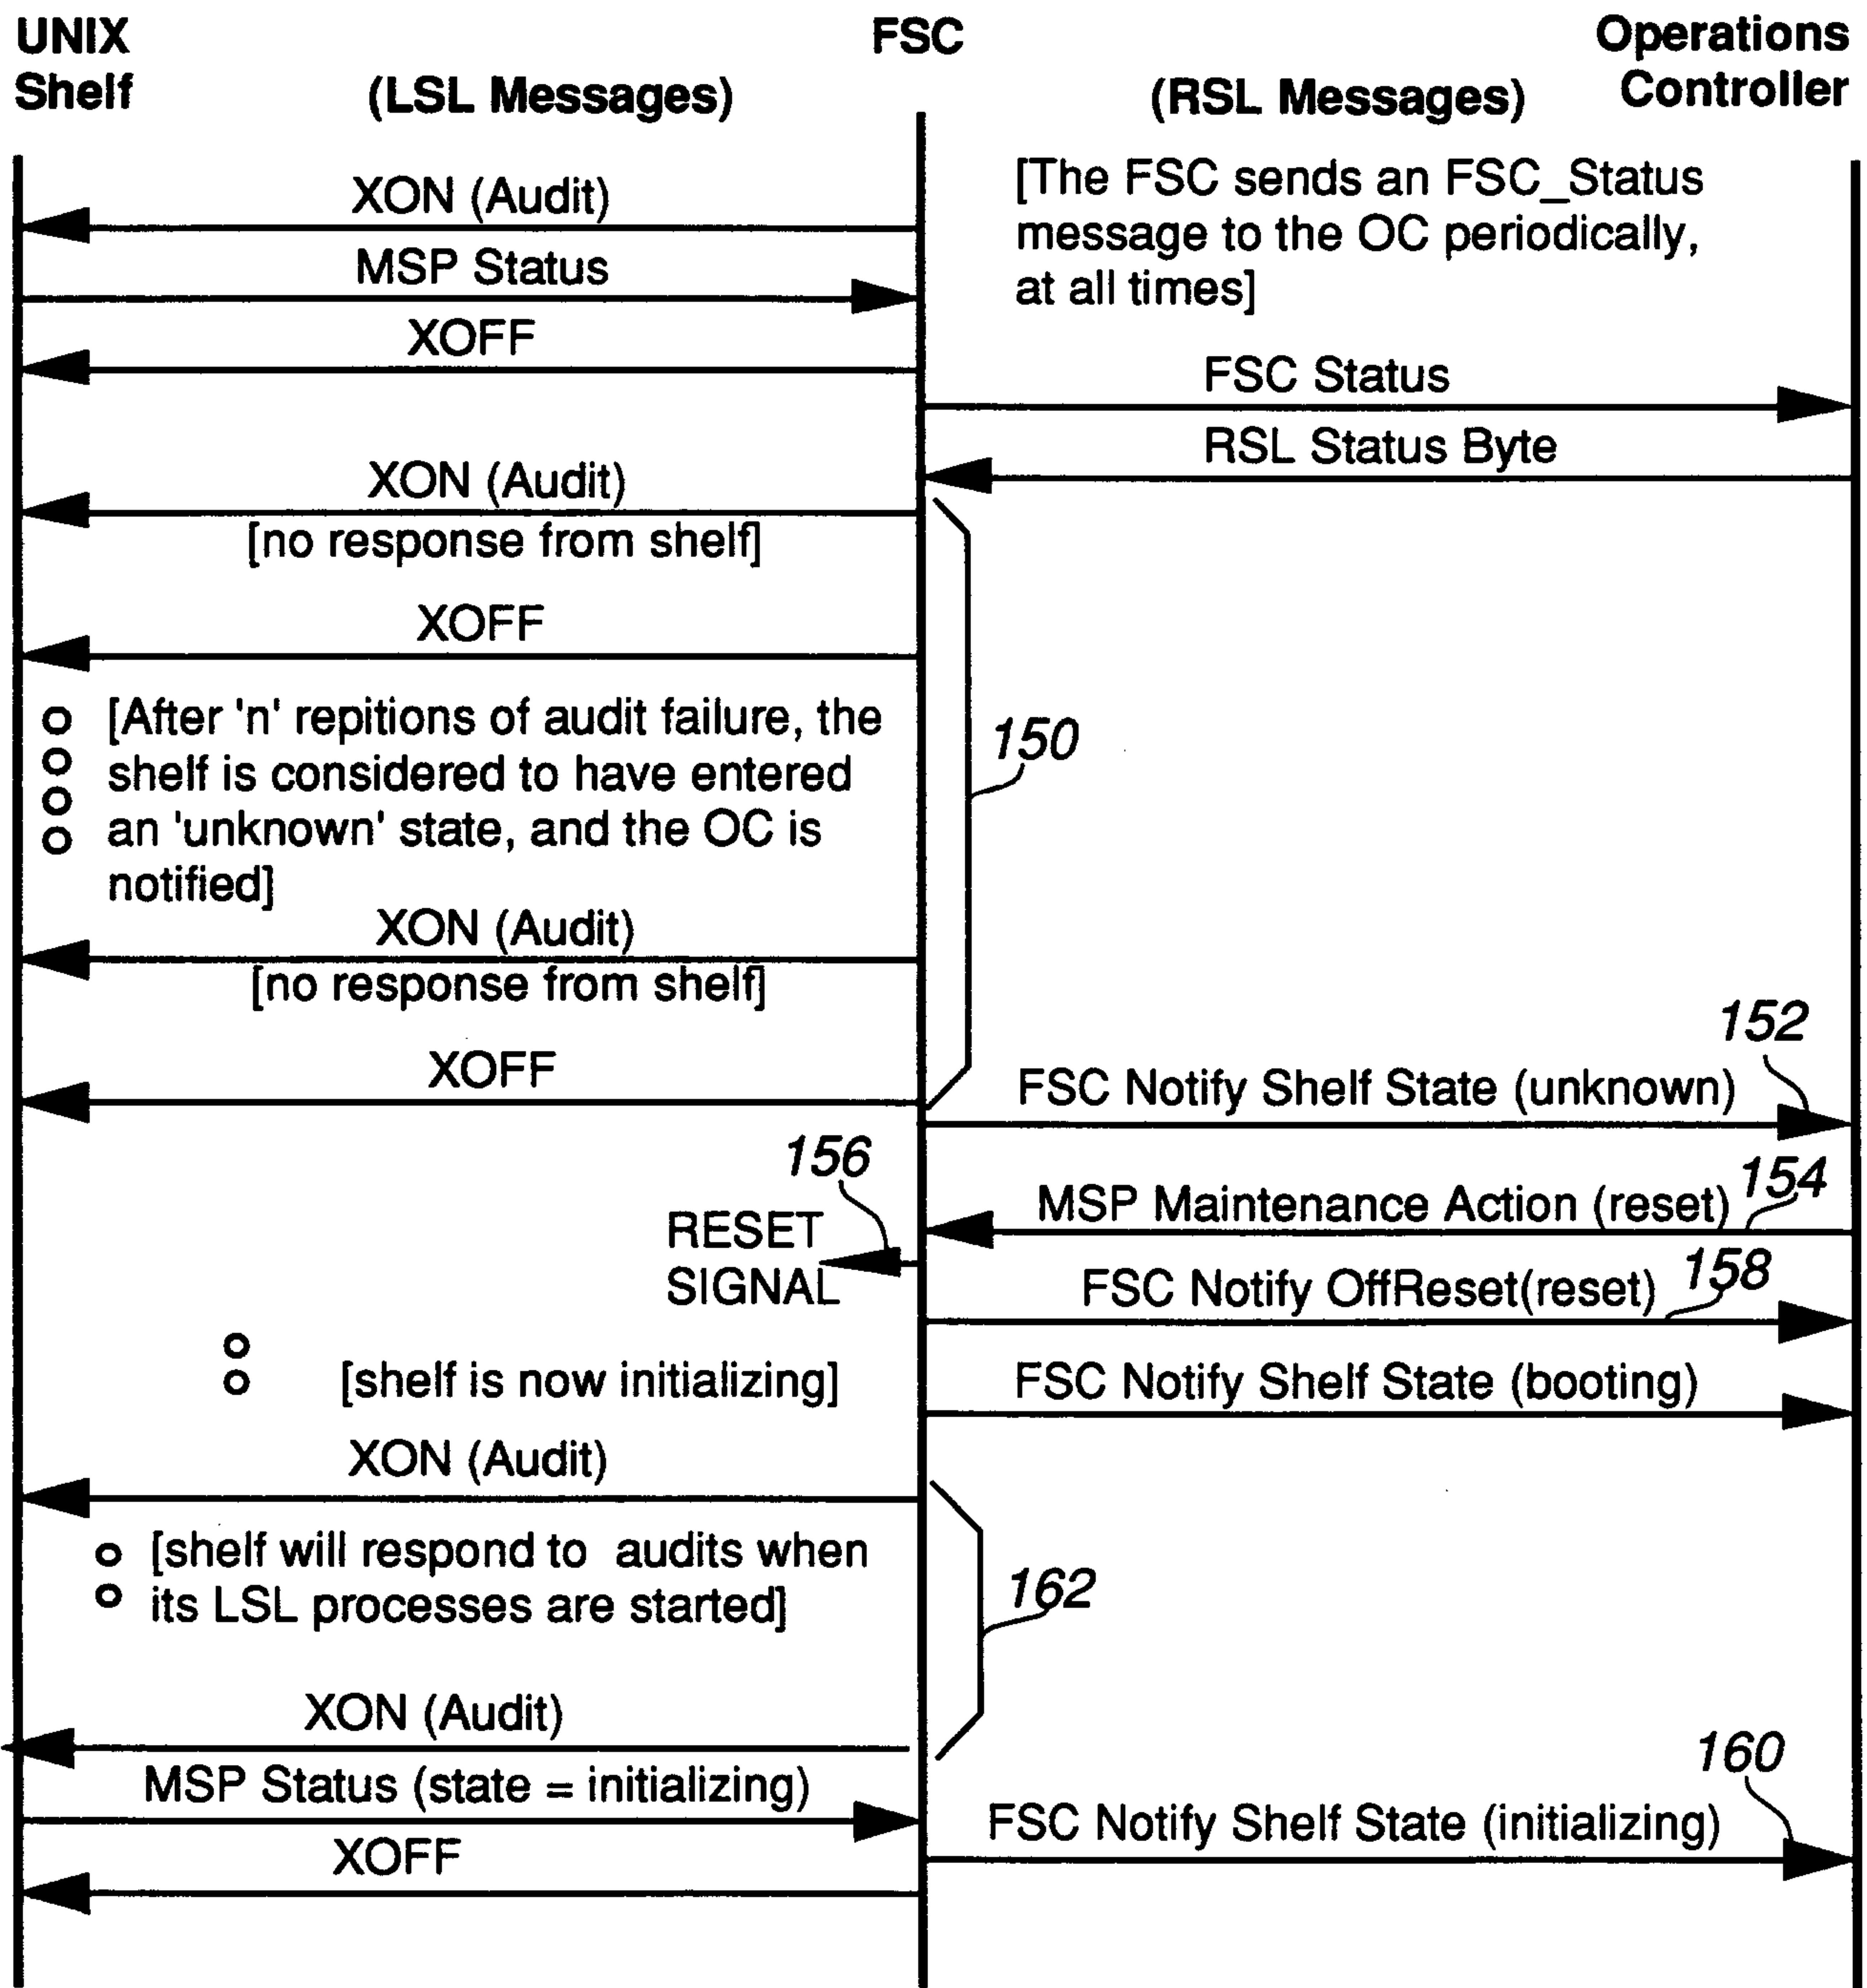 UNIX
Shelf
(LSL Messages)
FSC
(RSL Messages)
Operations
Controller
[The FSC sends an FSC_Status
message to the OC periodically,
at all times]
XON (Audit)
MSP Status
XOFF
FSC Status
RSL Status Byte
XON (Audit)
[no response from shelf]
XOFF
[After 'n' repitions of audit failure, the
shelf is considered to have entered
an 'unknown' state, and the OC is
notified]
150
XON (Audit)
[no response from shelf]
XOFF
152
FSC Notify Shelf State (unknown)
156
154
MSP Maintenance Action (reset)
RESET
SIGNAL
158
FSC Notify OffReset(reset)
[shelf is now initializing]
FSC Notify Shelf State (booting)
XON (Audit)
[shelf will respond to audits when
its LSL processes are started]
162
XON (Audit)
MSP Status (state = initializing)
160
FSC Notify Shelf State (initializing)
XOFF